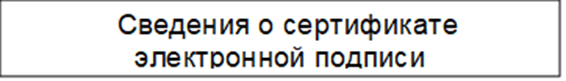 Сведения о сертификате
электронной подписи